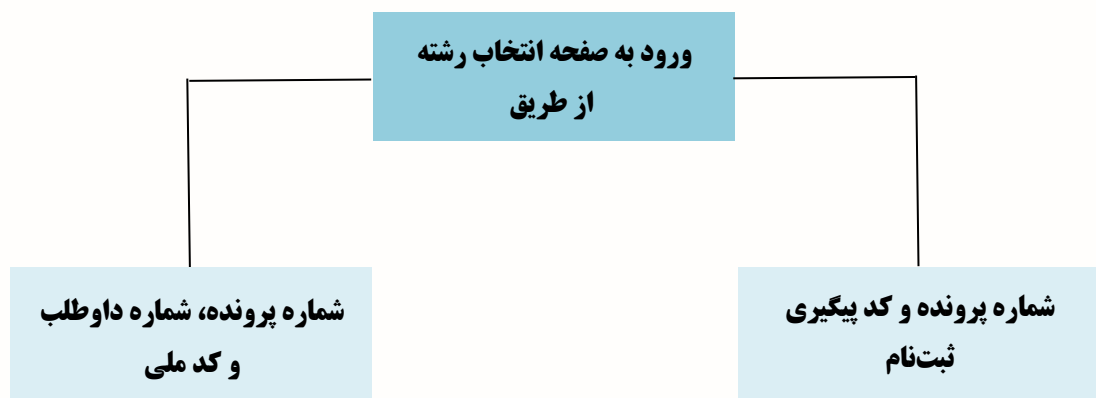 ورود به صفحه انتخاب رشته
از طریق
شماره پرونده و کد پیگیری
ثبت‌نام
شماره پرونده، شماره داوطلب
و کد ملی